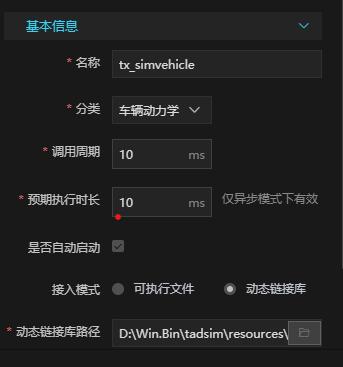 基本信息
* 名称 tx_simvehicle
* 分类 车辆动力学
* 调用周期 10 ms
* 预期执行时长 10 ms 仅异步模式下有效
是否自动启动
接入模式 可执行文件 动态链接库
* 动态链接库路径 D:\Win.Bin\tadsim\resources\